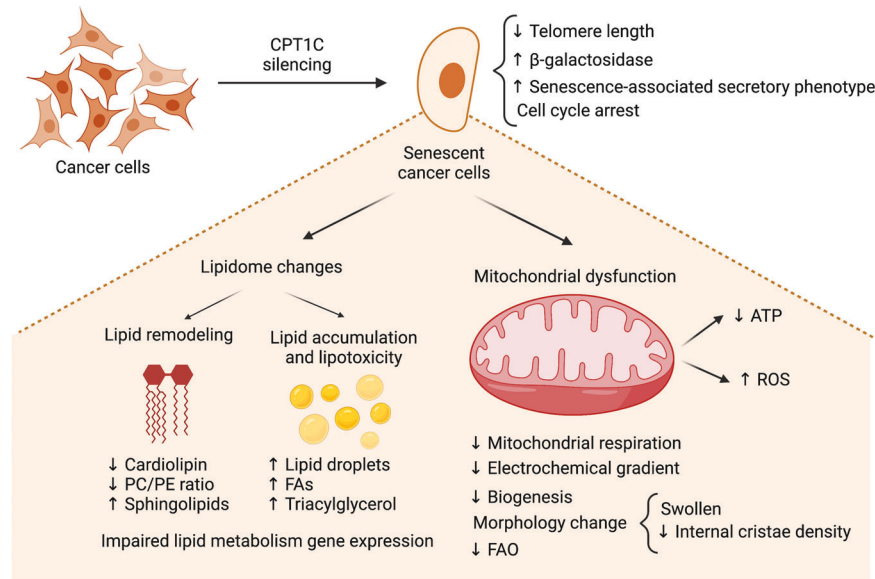 CPT1C
silencing
Cancer cells
Senescent
cancer cells
↓ Telomere length
↑ β-galactosidase
↑ Senescence-associated secretory phenotype
Cell cycle arrest
Lipidome changes
Lipid remodeling
↓ Cardiolipin
↓ PC/PE ratio
↑ Sphingolipids
Lipid accumulation
and lipotoxicity
↑ Lipid droplets
↑ FAs
↑ Triacylglycerol
Impaired lipid metabolism gene expression
Mitochondrial dysfunction
↓ ATP
↑ ROS
↓ Mitochondrial respiration
↓ Electrochemical gradient
↓ Biogenesis
Morphology change
Swollen
↓ Internal cristae density
↓ FAO